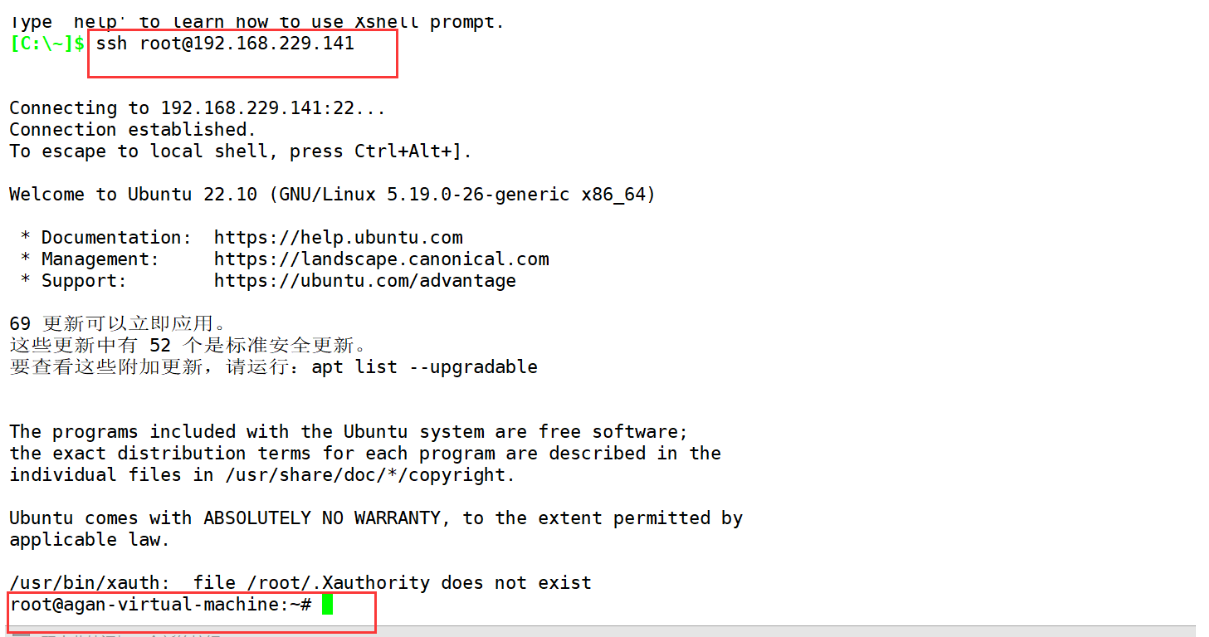 Type `help' to learn how to use Xshell prompt.
[C:\~]$ ssh root@192.168.229.141
Connecting to 192.168.229.141:22...
Connection established.
To escape to local shell, press Ctrl+Alt+].
Welcome to Ubuntu 22.10 (GNU/Linux 5.19.0-26-generic x86_64)
* Documentation:  https://help.ubuntu.com
* Management:     https://landscape.canonical.com
* Support:        https://ubuntu.com/advantage
69 更新可以立即应用。
这些更新中有 52 个是标准安全更新。
要查看这些附加更新，请运行：apt list --upgradable
The programs included with the Ubuntu system are free software;
the exact distribution terms for each program are described in the
individual files in /usr/share/doc/*/copyright.
Ubuntu comes with ABSOLUTELY NO WARRANTY, to the extent permitted by
applicable law.
/usr/bin/xauth:  file /root/.Xauthority does not exist
root@agan-virtual-machine:~#